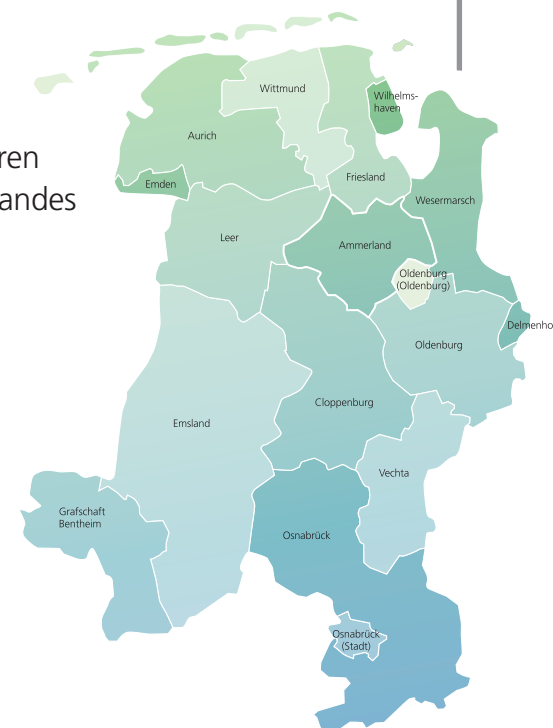 ren
andes
Wittmund
Wilhelms-
haven
Aurich
Friesland
Emden
Wesermarsch
Leer
Ammerland
Oldenburg
(Oldenburg)
Delmenho
Oldenburg
Cloppenburg
Emsland
Vechta
Grafschaft
Bentheim
Osnabrück
Osnabrück
(Stadt)